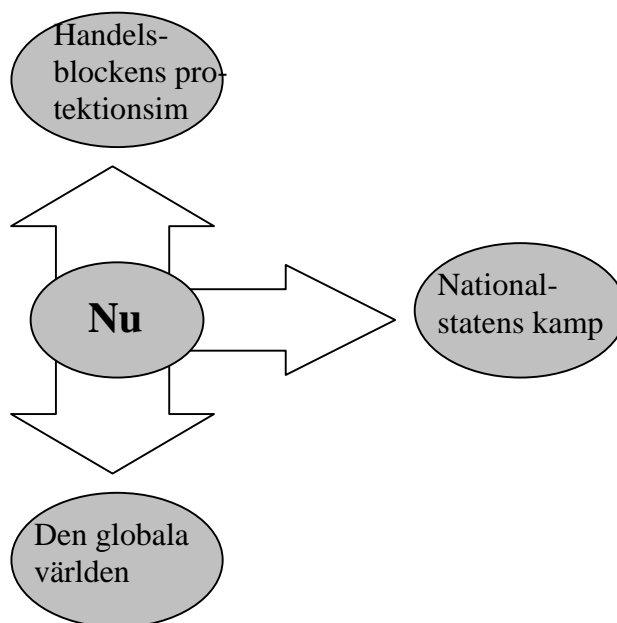 Handels-
blockens pro-
tektionsim
Nu
National-
statens kamp
Den globala
världen